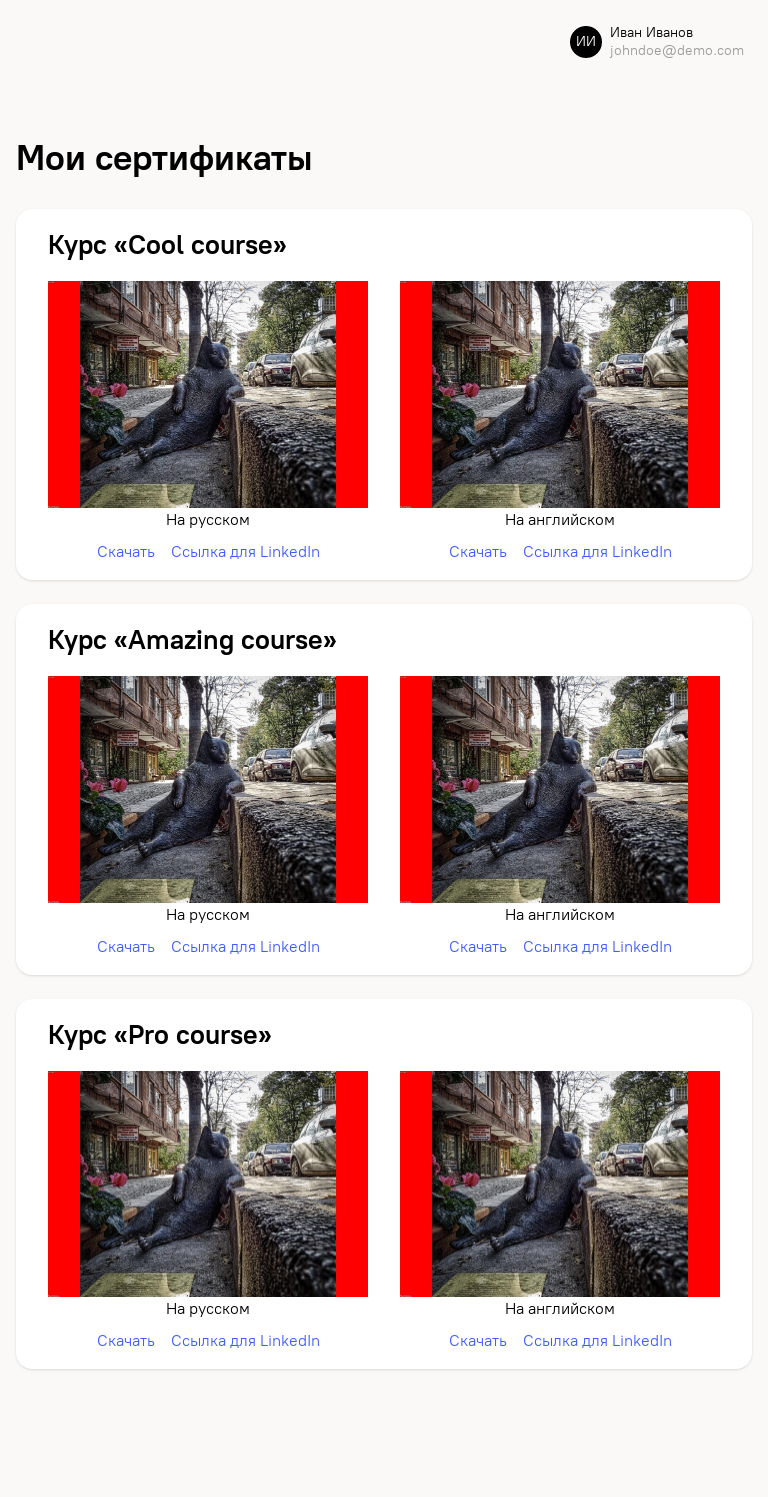 ИИ
Иван Иванов
johndoe@demo.com
Мои сертификаты
Курс «Cool course»
На русском
На английском
Скачать Ссылка для LinkedIn
Скачать Ссылка для LinkedIn
Курс «Amazing course»
На русском
На английском
Скачать Ссылка для LinkedIn
Скачать Ссылка для LinkedIn
Курс «Pro course»
На русском
На английском
Скачать Ссылка для LinkedIn
Скачать Ссылка для LinkedIn